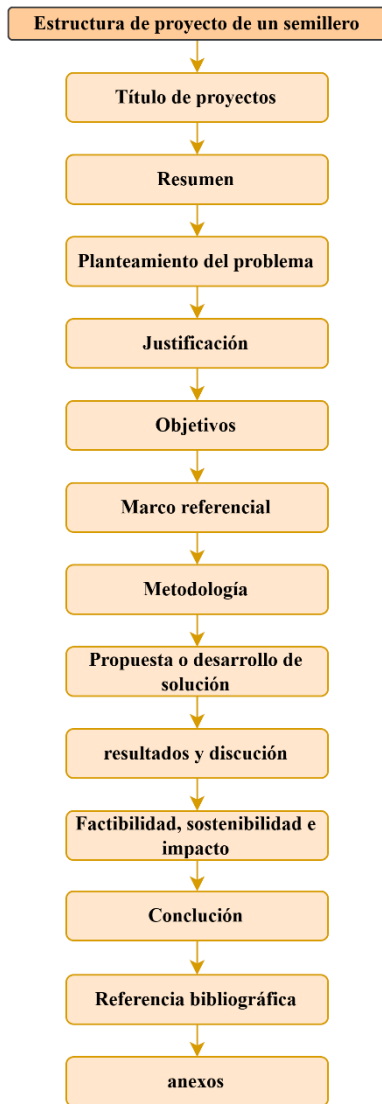 Estructura de proyecto de un semillero
Título de proyectos
Resumen
Planteamiento del problema
Justificación
Objetivos
Marco referencial
Metodología
Propuesta o desarrollo de
solución
resultados y discución
Factibilidad, sostenibilidad e
impacto
Conclución
Referencia bibliográfica
anexos